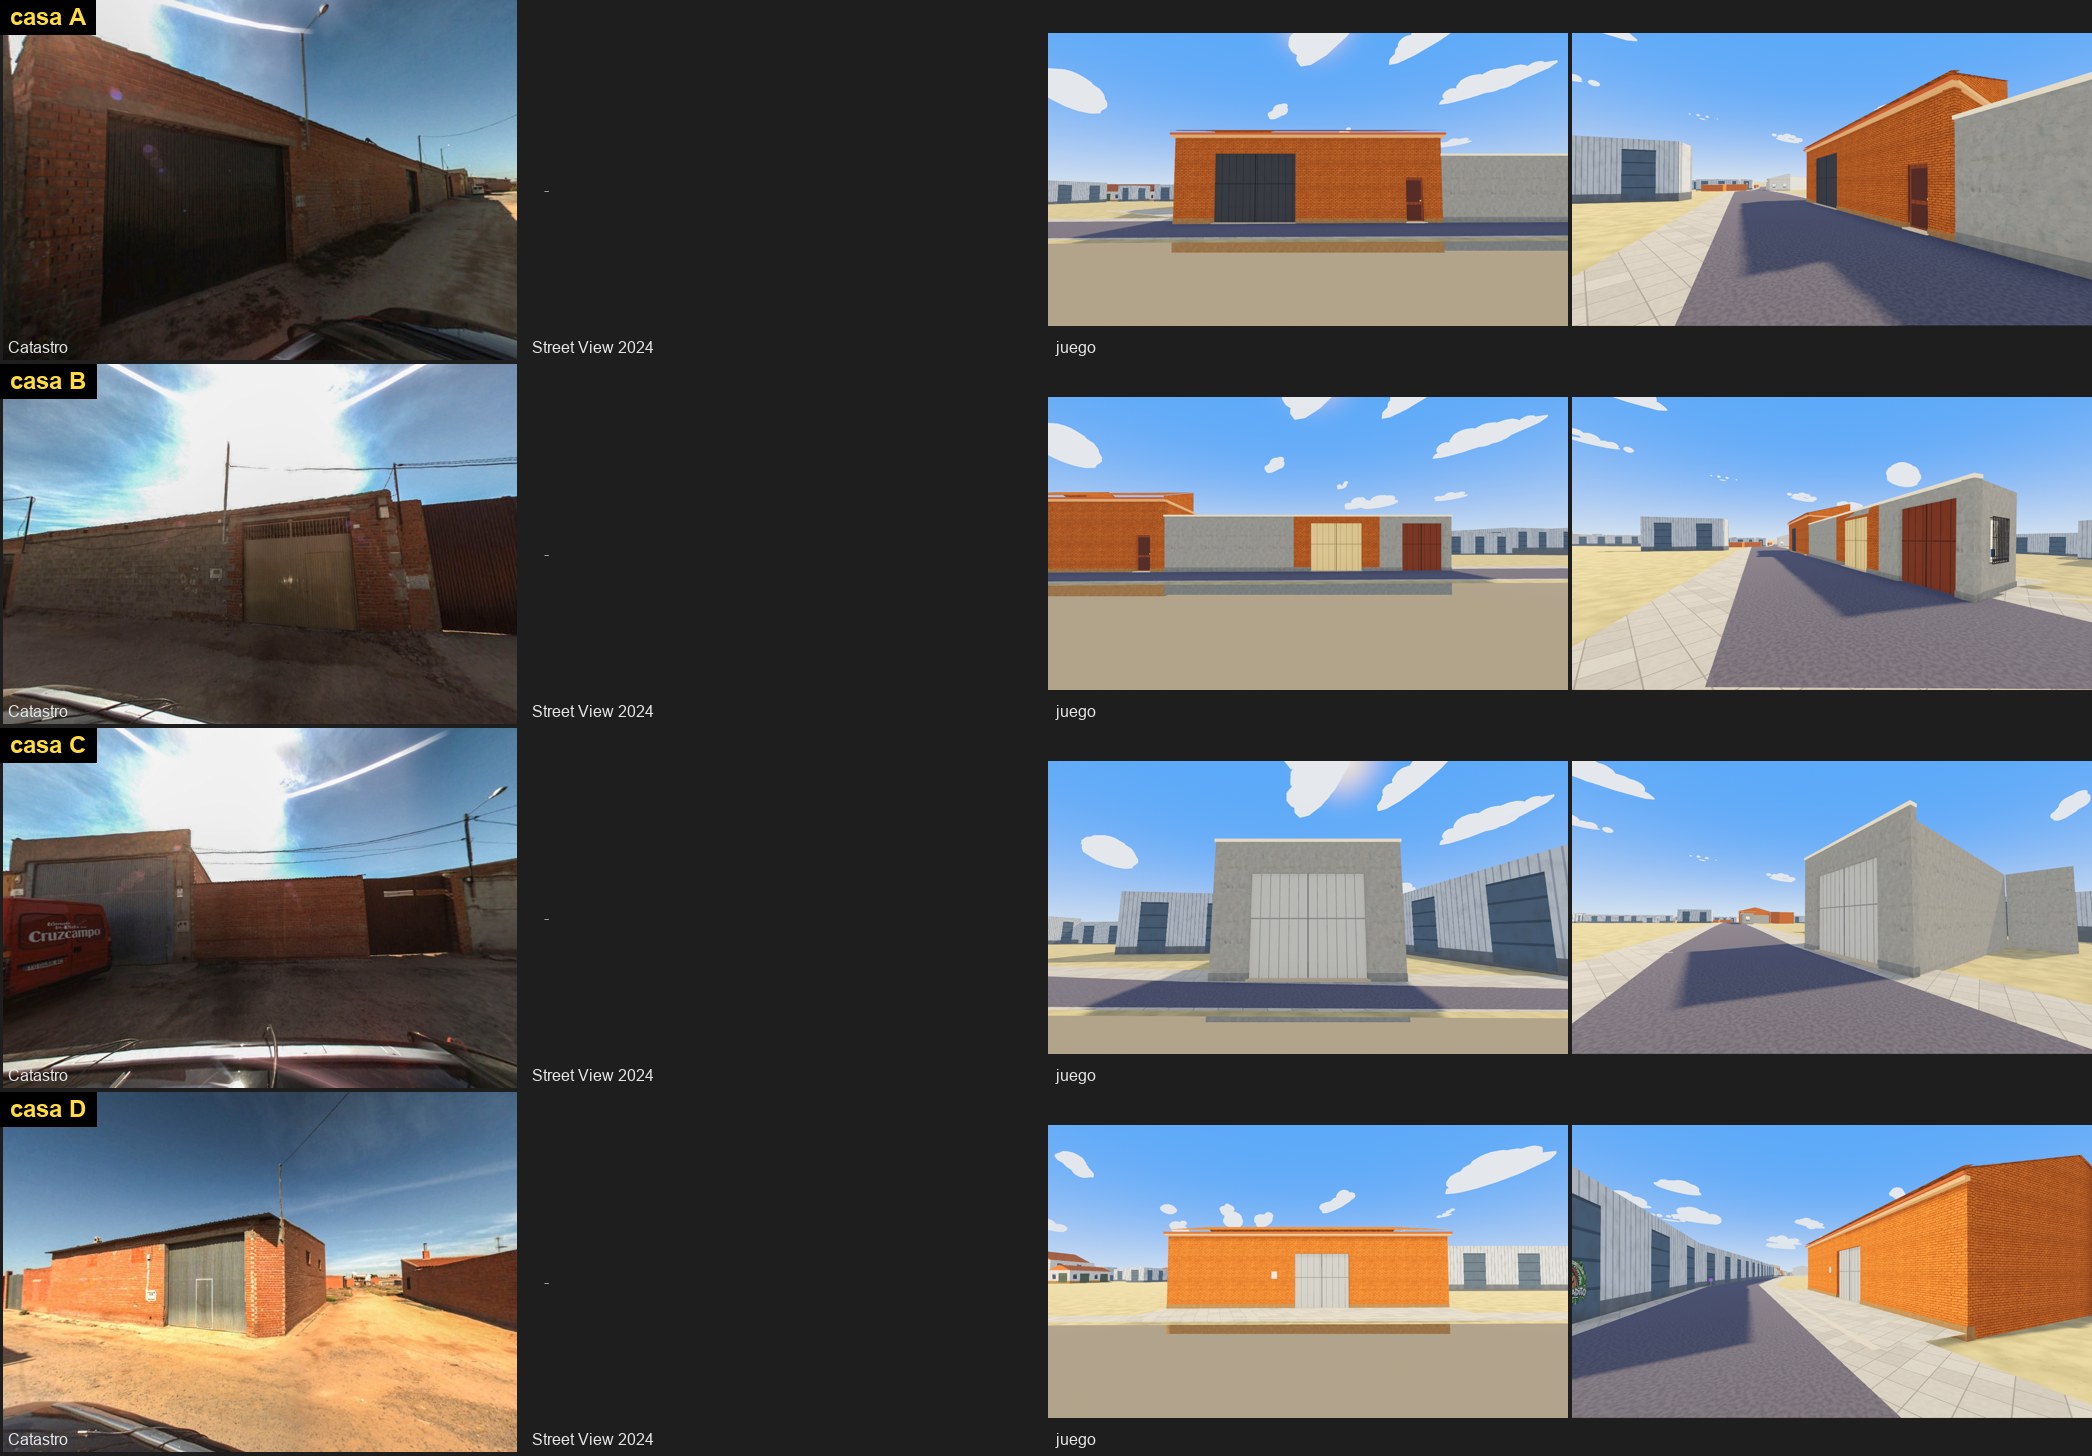 casa A
-
Catastro
Street View 2024
juego
casa B
-
Catastro
Street View 2024
juego
casa C
Cruzcampo
-
Catastro
Street View 2024
juego
casa D
-
Catastro
Street View 2024
juego